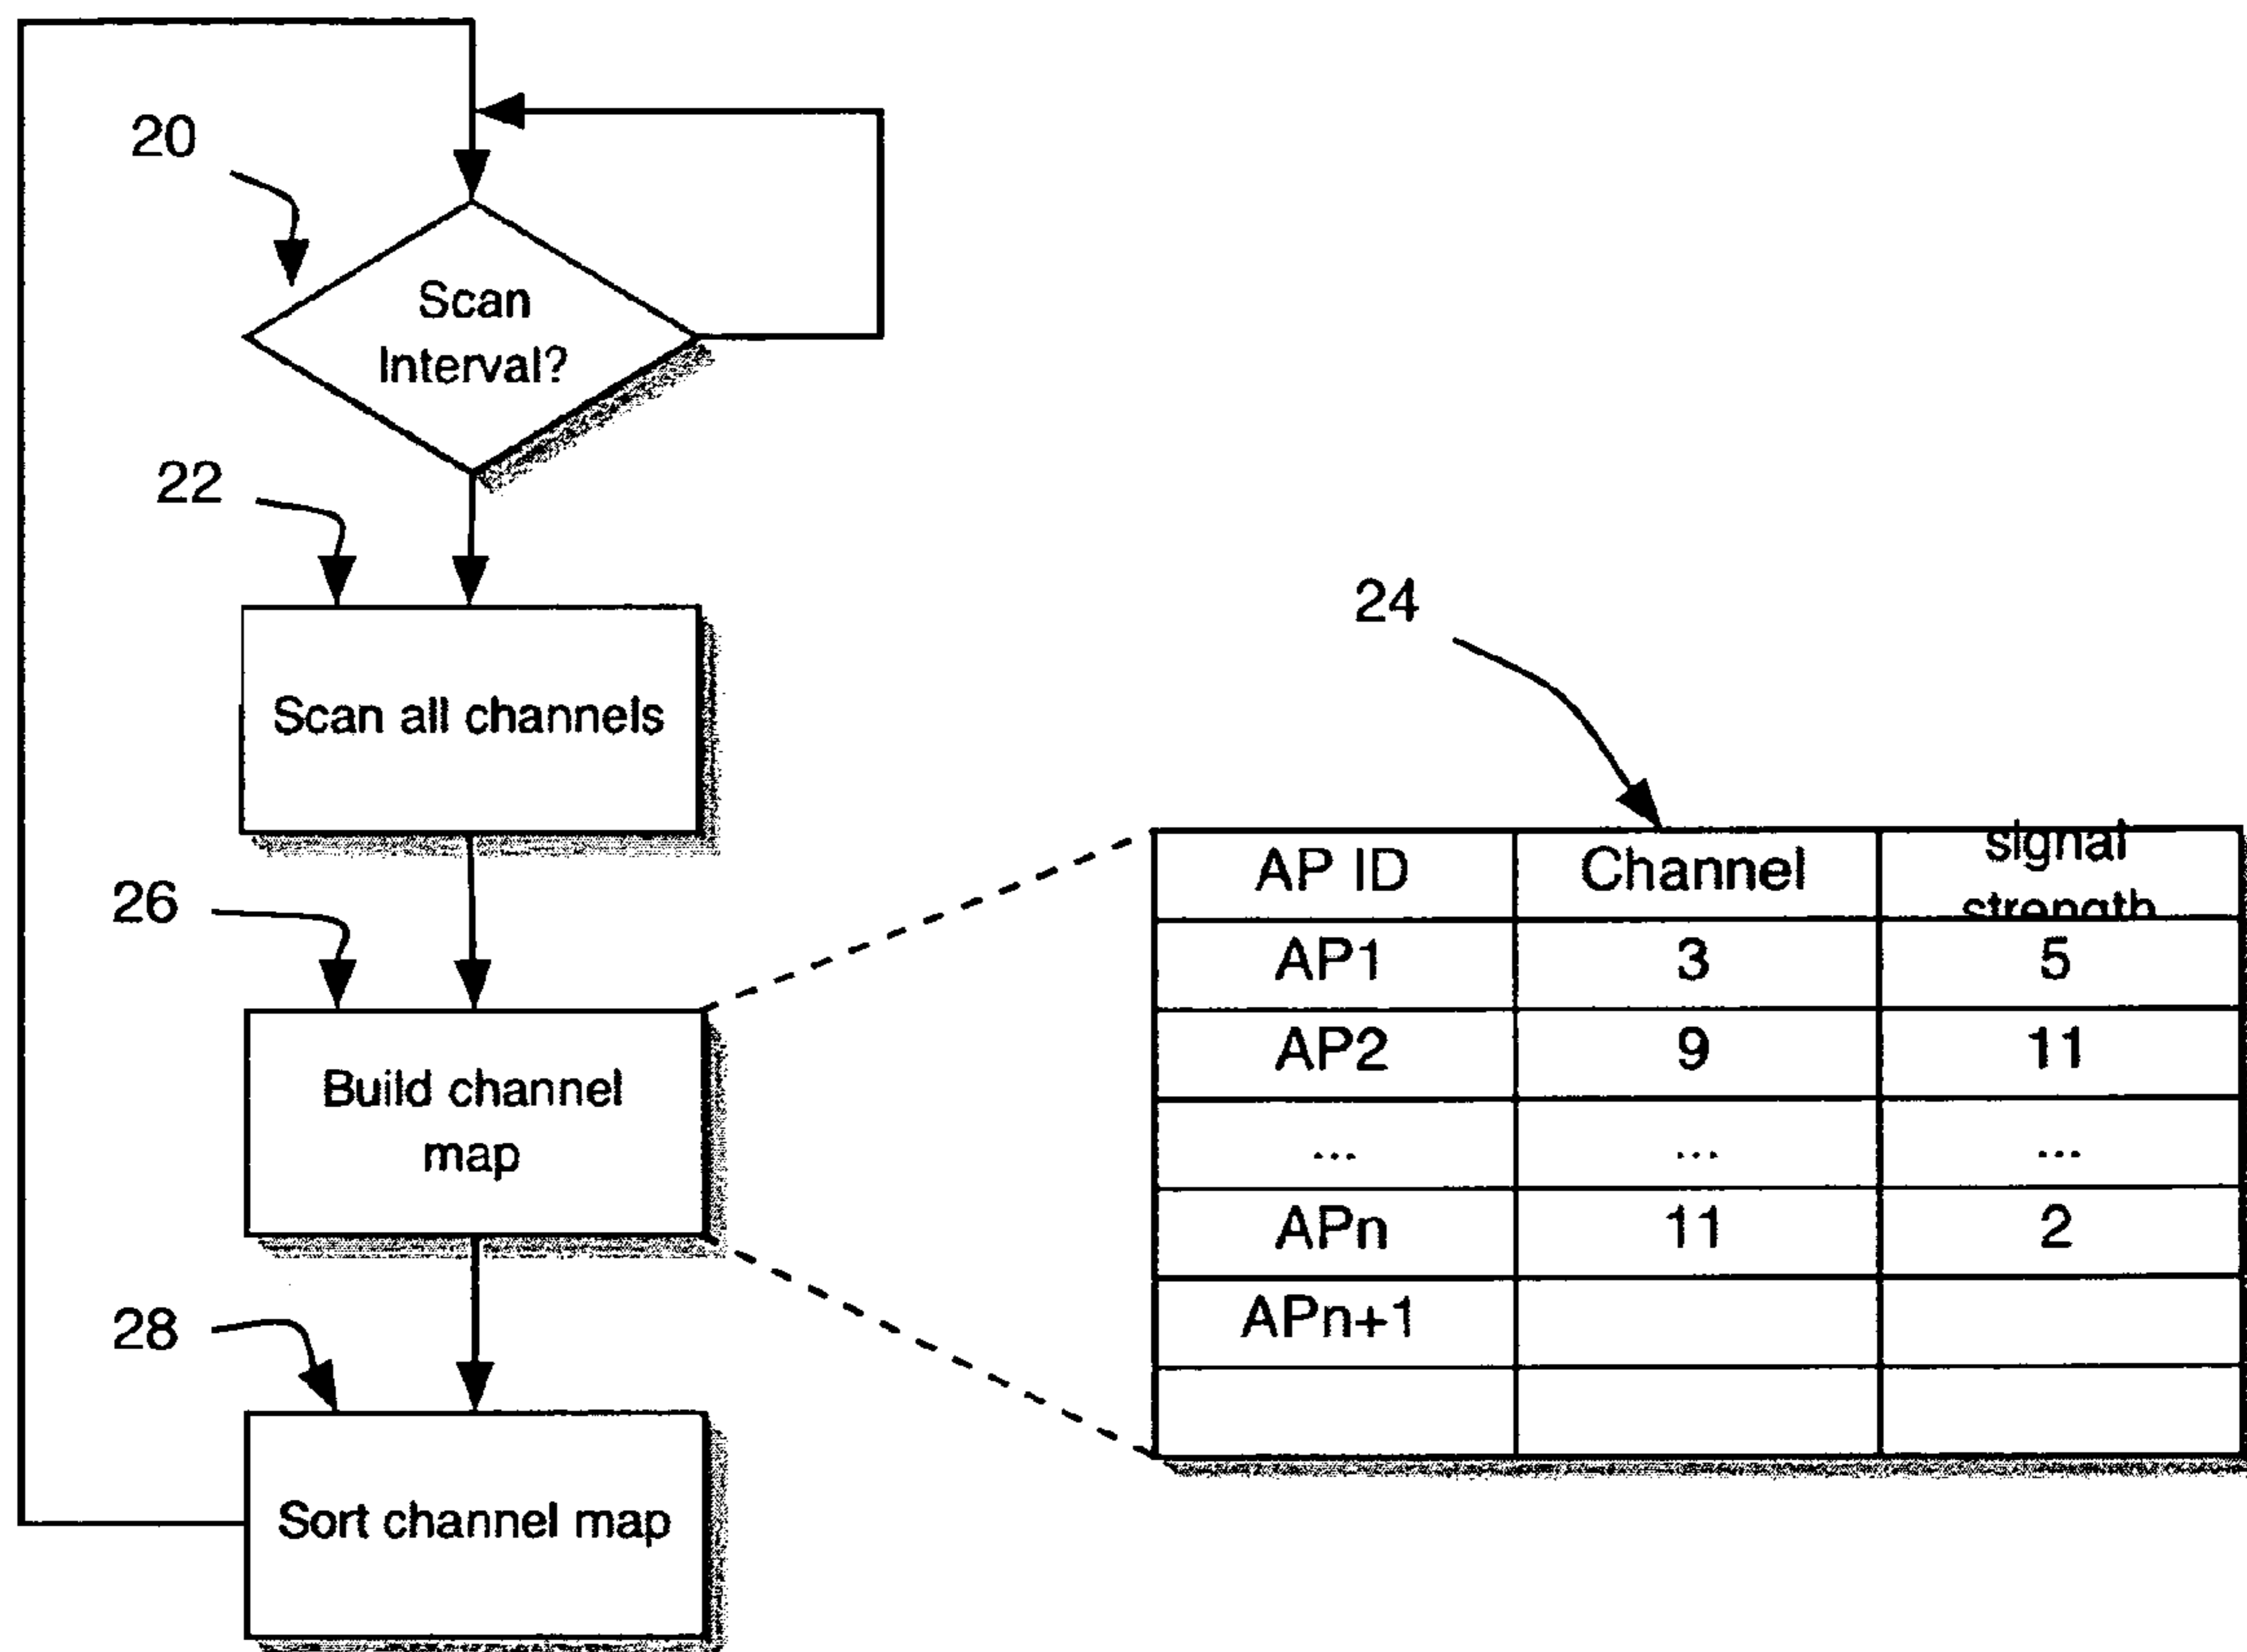 20
Scan
Interval?
22
Scan all channels
24
26
Build channel
map
AP ID Channel signal
strength
AP1 3 5
AP2 9 11
... ... ...
APn 11 2
APn+1
28
Sort channel map